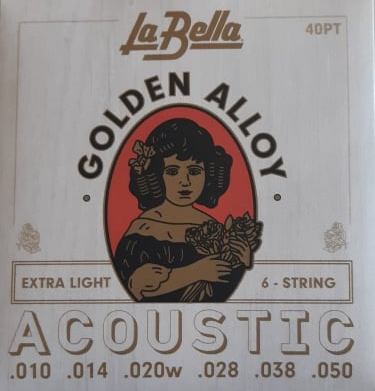 La Bella
40PT
GOLDEN ALLOY
EXTRA LIGHT
6 - STRING
ACOUSTIC
.010 .014 .020w .028 .038 .050